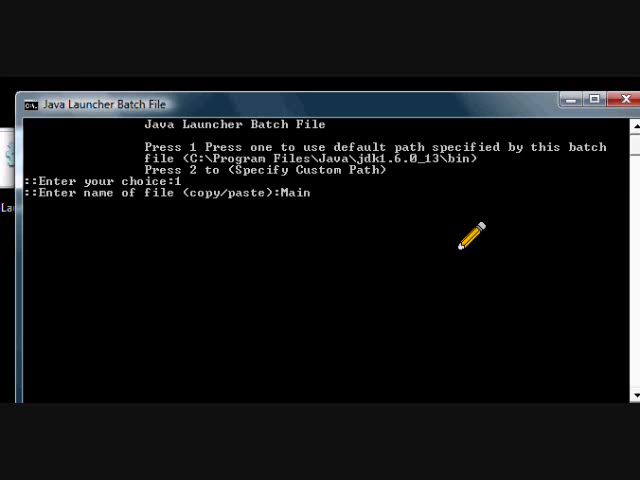 Java Launcher Batch File
Java Launcher Batch File
Press 1 Press one to use default path specified by this batch
file (C:\Program Files\Java\jdk1.6.0_13\bin)
Press 2 to (Specify Custom Path)
::Enter your choice:1
::Enter name of file (copy/paste):Main